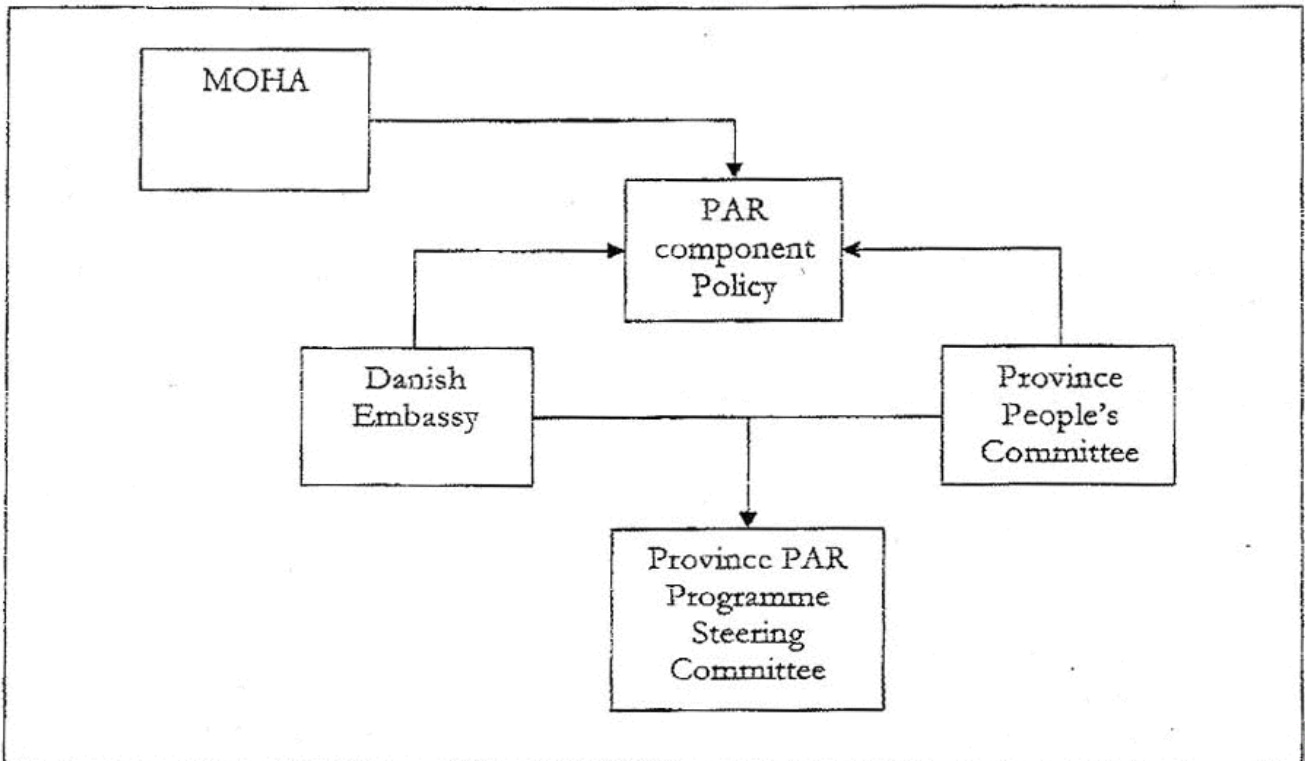 MOHA
PAR
component
Policy
Danish
Embassy
Province
People's
Committee
Province PAR
Programme
Steering
Committee